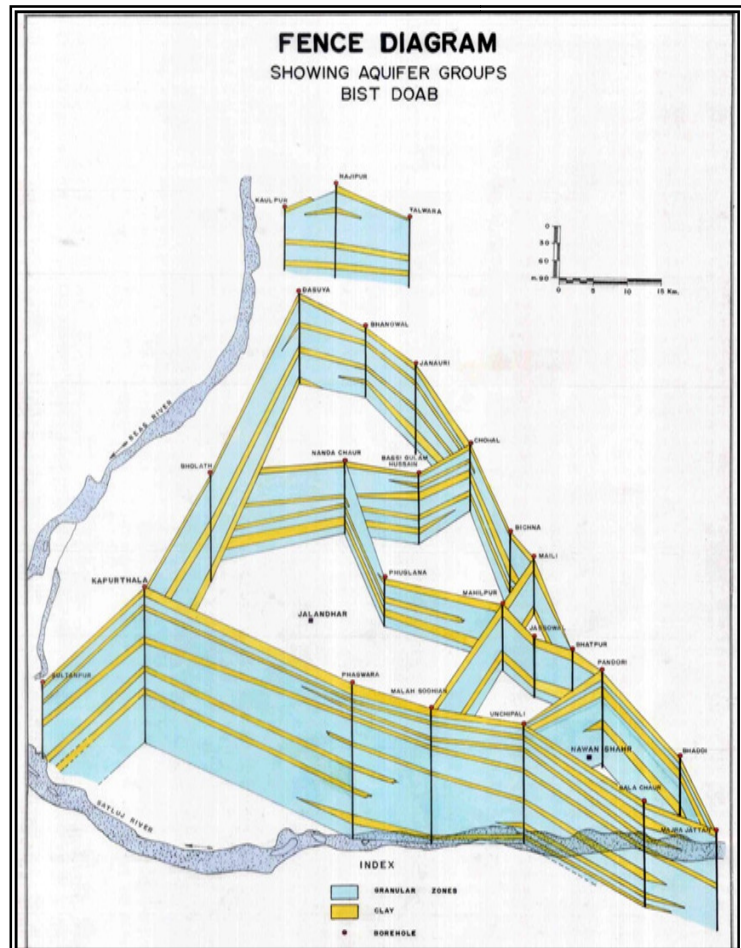 FENCE DIAGRAM
SHOWING AQUIFER GROUPS
BIST DOAB
HAJIPUR
KAULPUR
TALWARA
0
30
60
m. 90
0 5 10 15 Km.
DASUYA
BHANOWAL
JANAURI
BEAS RIVER
CHOHAL
NANDA CHAUR
BASSI GULAM
HUSSAIN
BHOLATH
BICHNA
MAILI
KAPURTHALA
PHUGLANA
MAHILPUR
JALANDHAR
JASSOWAL
BHATPUR
PANDORI
SULTANPUR
PHAGWARA
MALAH SODHIAN
UNCHIPALI
NAWAN SHAHR
BHADDI
BALA CHAUR
SATLUJ RIVER
MAJRA JATTAN
INDEX
GRANULAR ZONES
CLAY
BOREHOLE